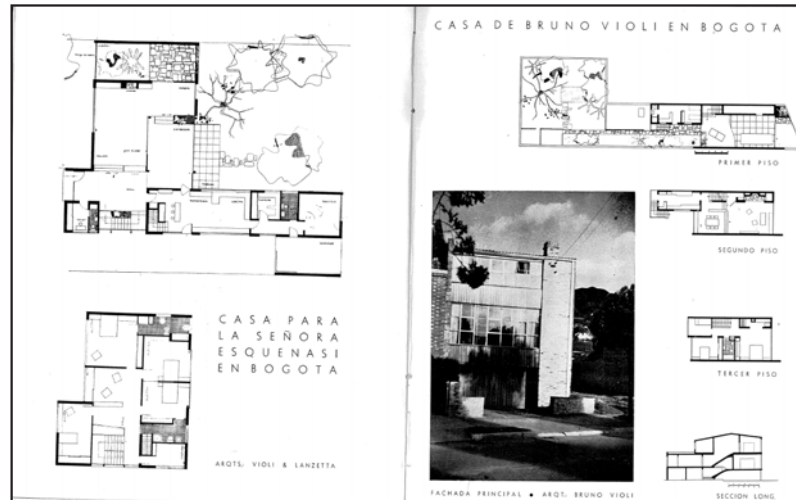 CASA PARA
LA SEÑORA
ESQUENASI
EN BOGOTA
ARQTS. VIOLI & LANZETTA
CASA DE BRUNO VIOLI EN BOGOTA
PRIMER PISO
SEGUNDO PISO
TERCER PISO
SECCION LONG.
FACHADA PRINCIPAL • ARQT. BRUNO VIOLI